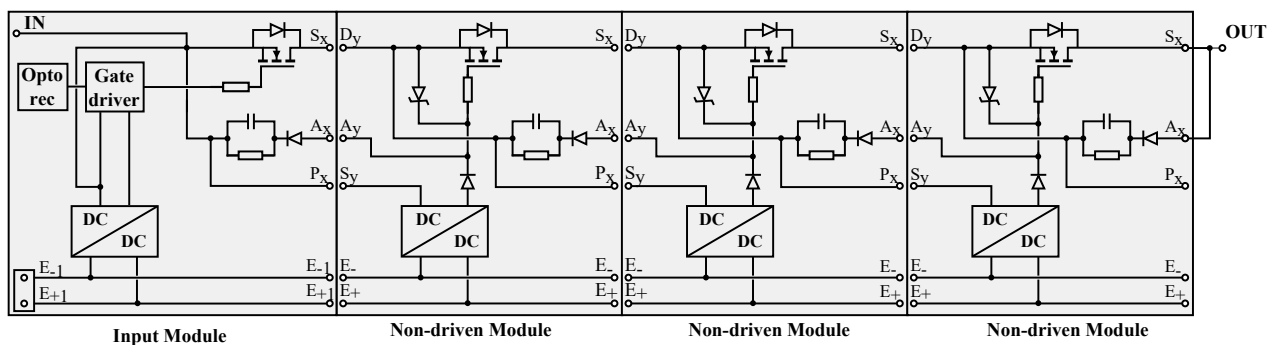 IN
Opto
rec
Gate
driver
Sx
Ax
Px
DC
DC
E-1
E+1
E-1
E+1
Input Module
Dy
Ay
Sy
Sx
Ax
Px
DC
DC
E-
E+
E-
E+
Non-driven Module
Dy
Ay
Sy
Sx
Ax
Px
DC
DC
E-
E+
E-
E+
Non-driven Module
Dy
Ay
Sy
Sx
Ax
Px
DC
DC
E-
E+
E-
E+
Non-driven Module
OUT